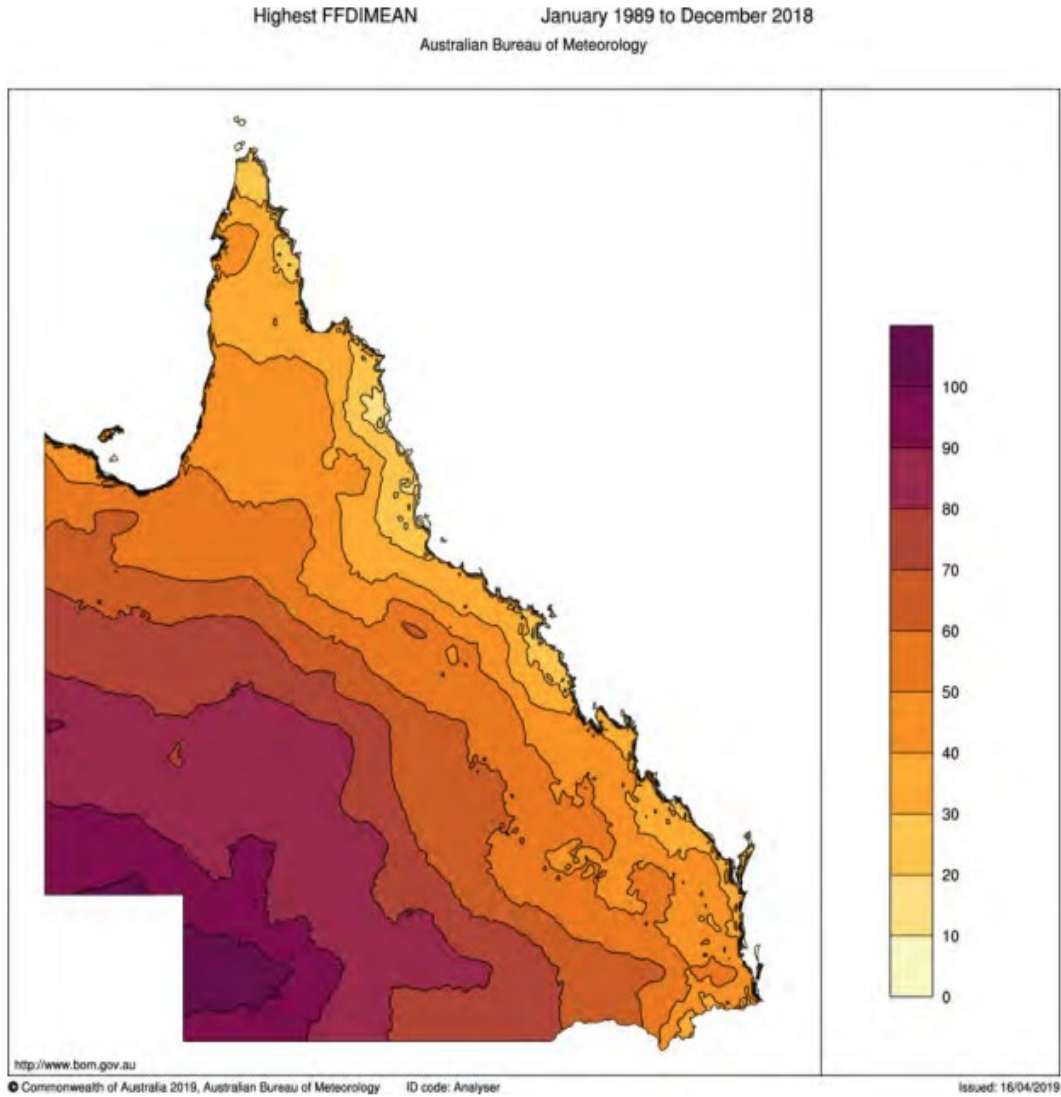 Highest FFDIMEAN January 1989 to December 2018
Australian Bureau of Meteorology
100
90
80
70
60
50
40
30
20
10
0
http://www.bom.gov.au
© Commonwealth of Australia 2019, Australian Bureau of Meteorology ID code: Analyser Issued: 16/04/2019